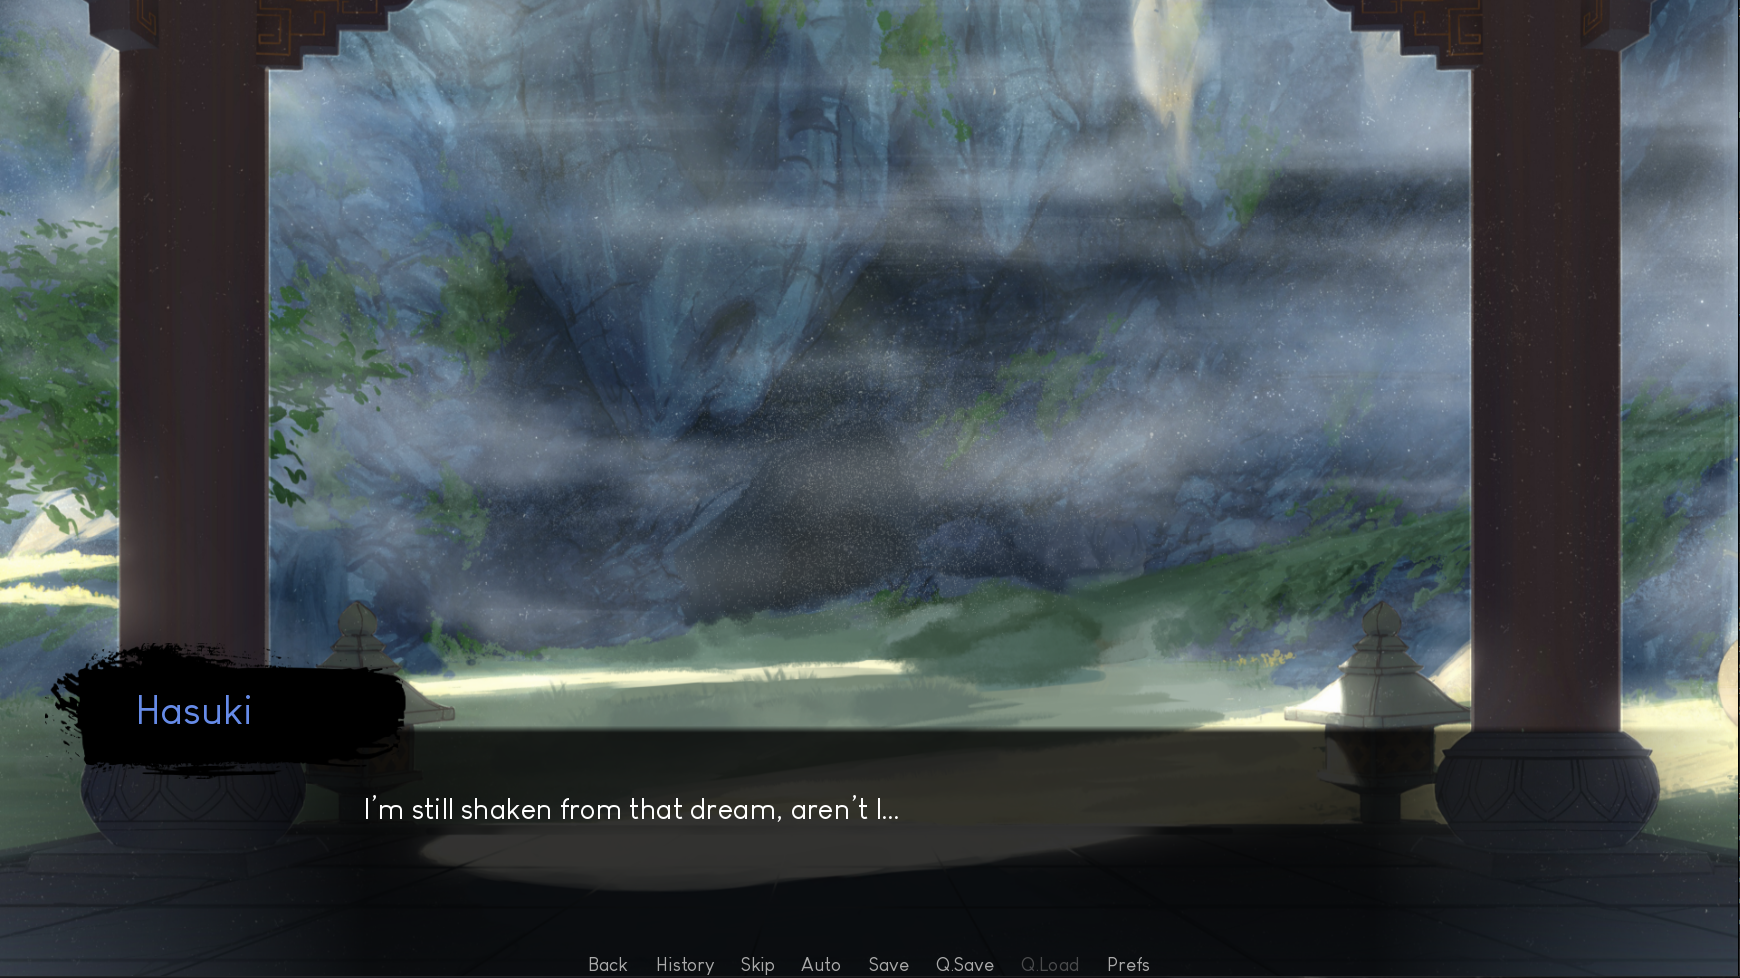 Hasuki
I'm still shaken from that dream, aren't I...
Back History Skip Auto Save Q.Save Q.Load Prefs